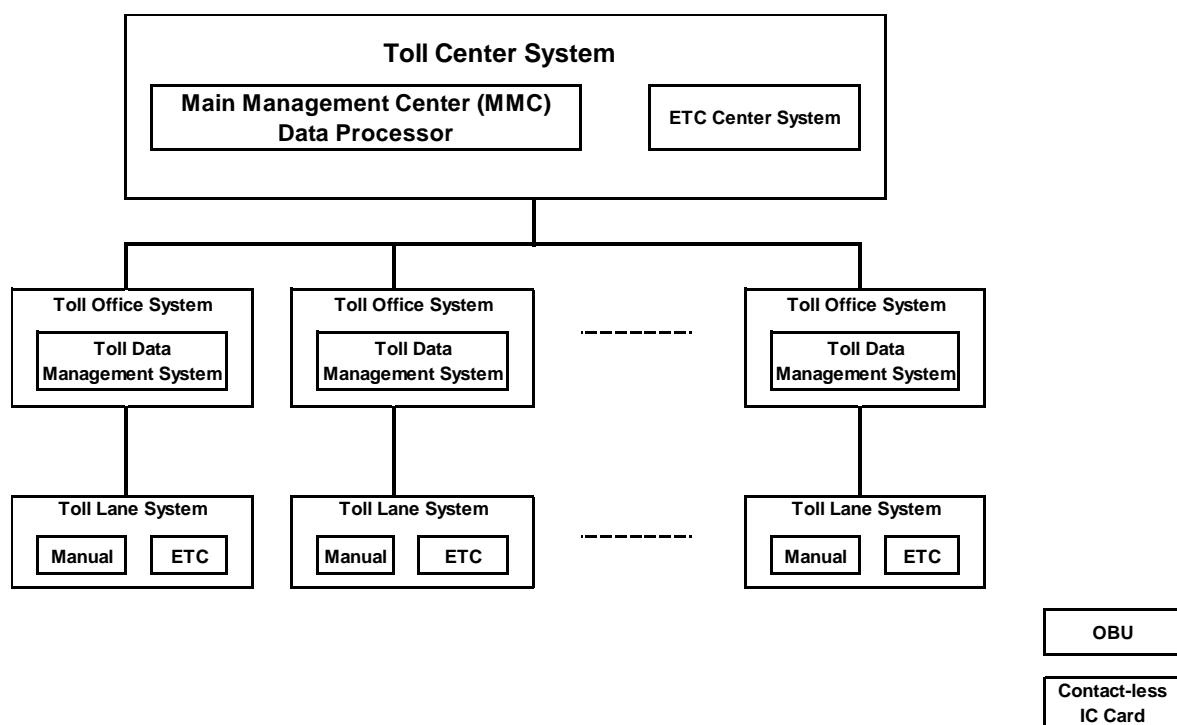 Toll Center System
Main Management Center (MMC)
Data Processor
ETC Center System
Toll Office System
Toll Data
Management System
Toll Office System
Toll Data
Management System
Toll Office System
Toll Data
Management System
Toll Lane System
Manual
ETC
Toll Lane System
Manual
ETC
Toll Lane System
Manual
ETC
OBU
Contact-less
IC Card